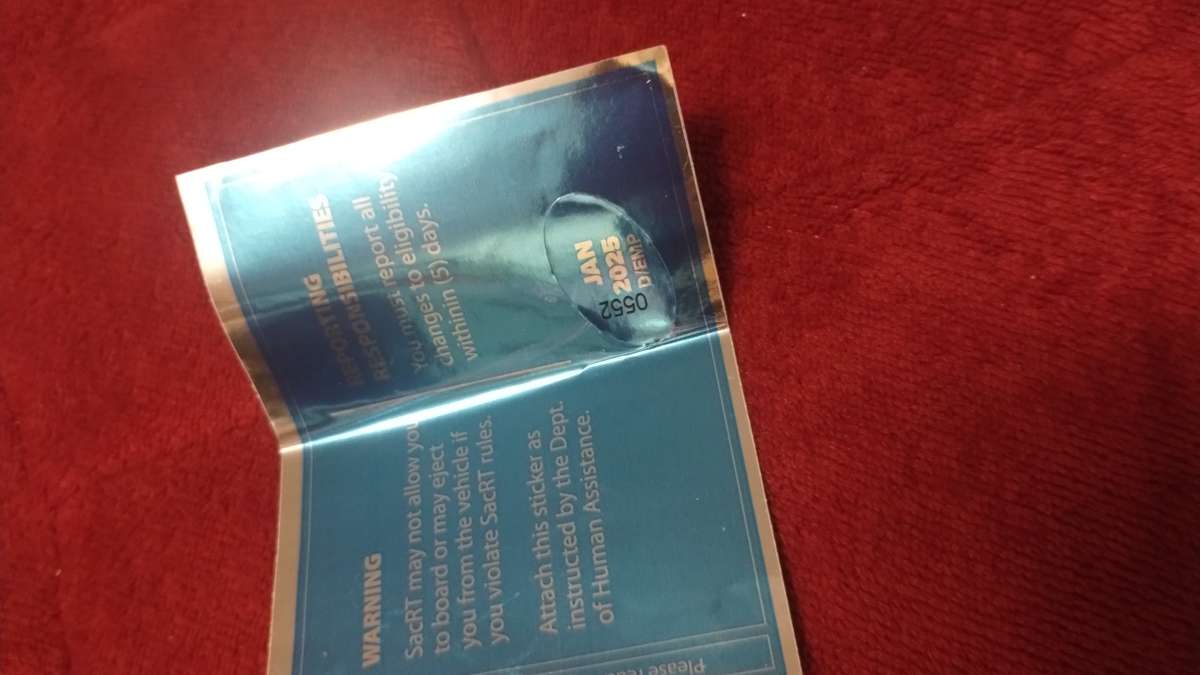 REPORTING
RESPONSIBILITIES
You must report all
changes to eligibility
withinin (5) days.
JAN
2025
D/EMP
0552
WARNING
SacRT may not allow you
to board or may eject
you from the vehicle if
you violate SacRT rules.
Attach this sticker as
instructed by the Dept.
of Human Assistance.
Please